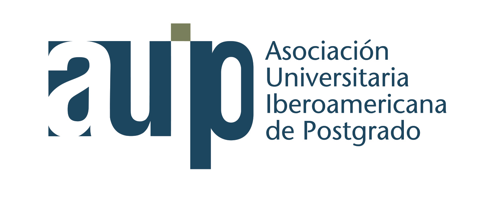 auip
Asociación
Universitaria
Iberoamericana
de Postgrado